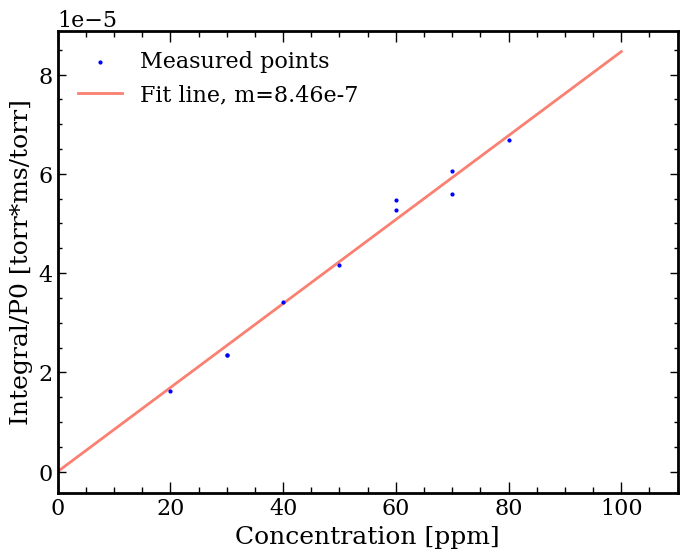 1e−5
Measured points
Fit line, m=8.46e-7
8
6
4
2
0
Integral/P0 [torr*ms/torr]
0 20 40 60 80 100
Concentration [ppm]